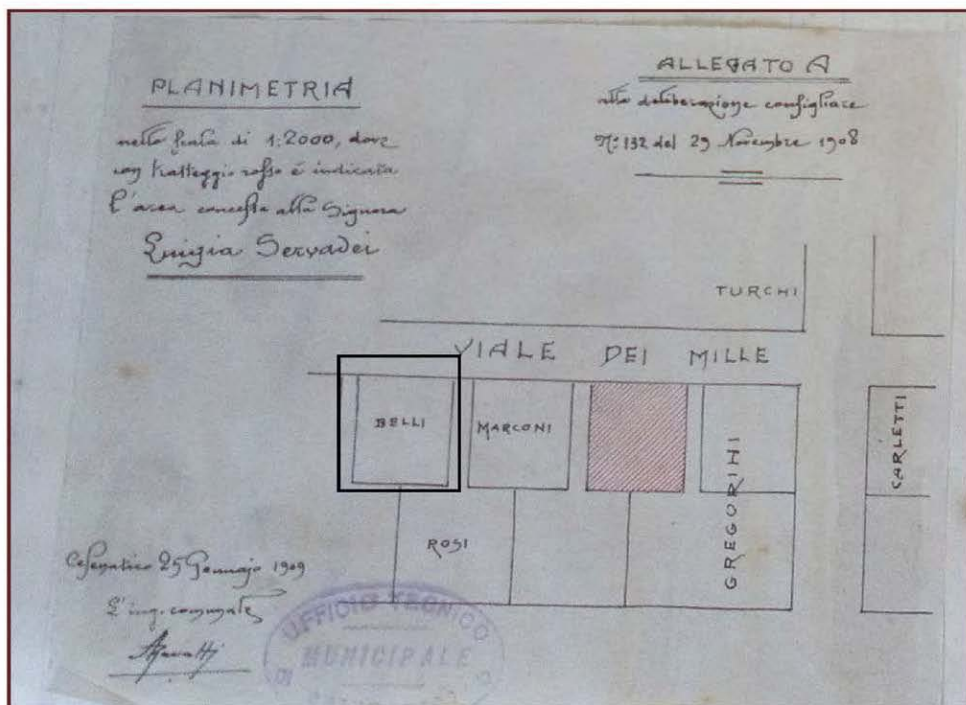 PLANIMETRIA
nella scala di 1:2000, dove
con tratteggio rosso è indicata
l'area concessa alla Signora
Luigia Servadei
ALLEGATO A
alla deliberazione consigliare
N.º 132 del 29 Novembre 1908
TURCHI
VIALE DEI MILLE
BELLI
MARCONI
GREGORINI
CARLETTI
ROSI
Cesenatico 25 Gennajo 1909
L'ing. comunale
UFFICIO TECNICO
MUNICIPALE
DI